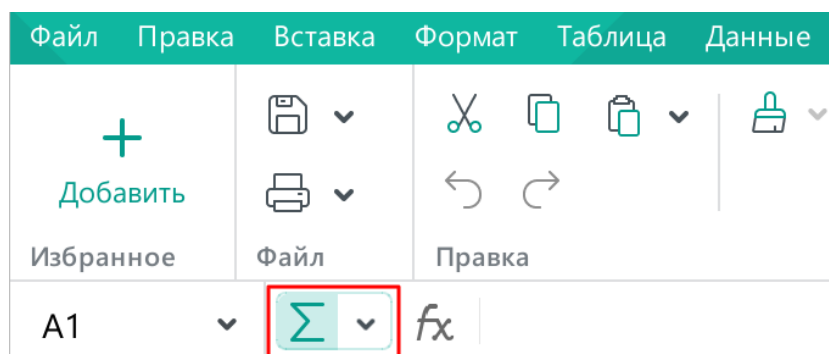 Файл Правка Вставка Формат Таблица Данные
Добавить
Избранное Файл Правка
A1 Σ fx